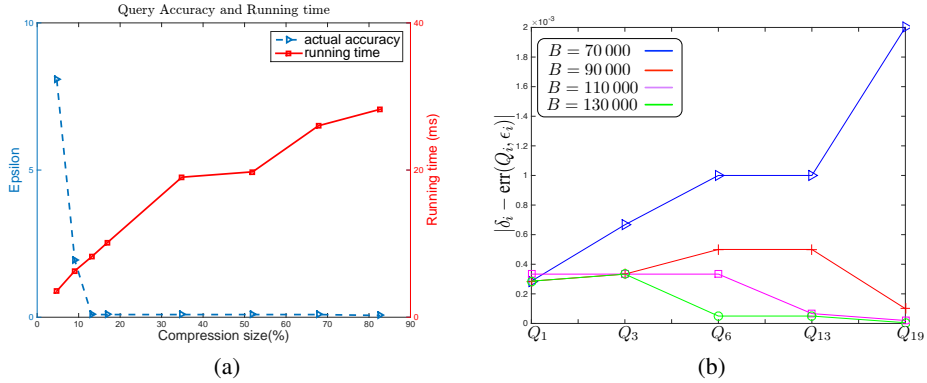 Query Accuracy and Running time
10
5
0
Epsilon
actual accuracy
running time
40
20
0
Running time (ms)
0 10 20 30 40 50 60 70 80 90
Compression size(%)
(a)
×10⁻³
2
1.8
1.6
1.4
1.2
1
0.8
0.6
0.4
0.2
0
|δᵢ − err(Qᵢ, ϵᵢ)|
B = 70 000
B = 90 000
B = 110 000
B = 130 000
Q₁ Q₃ Q₆ Q₁₃ Q₁₉
(b)